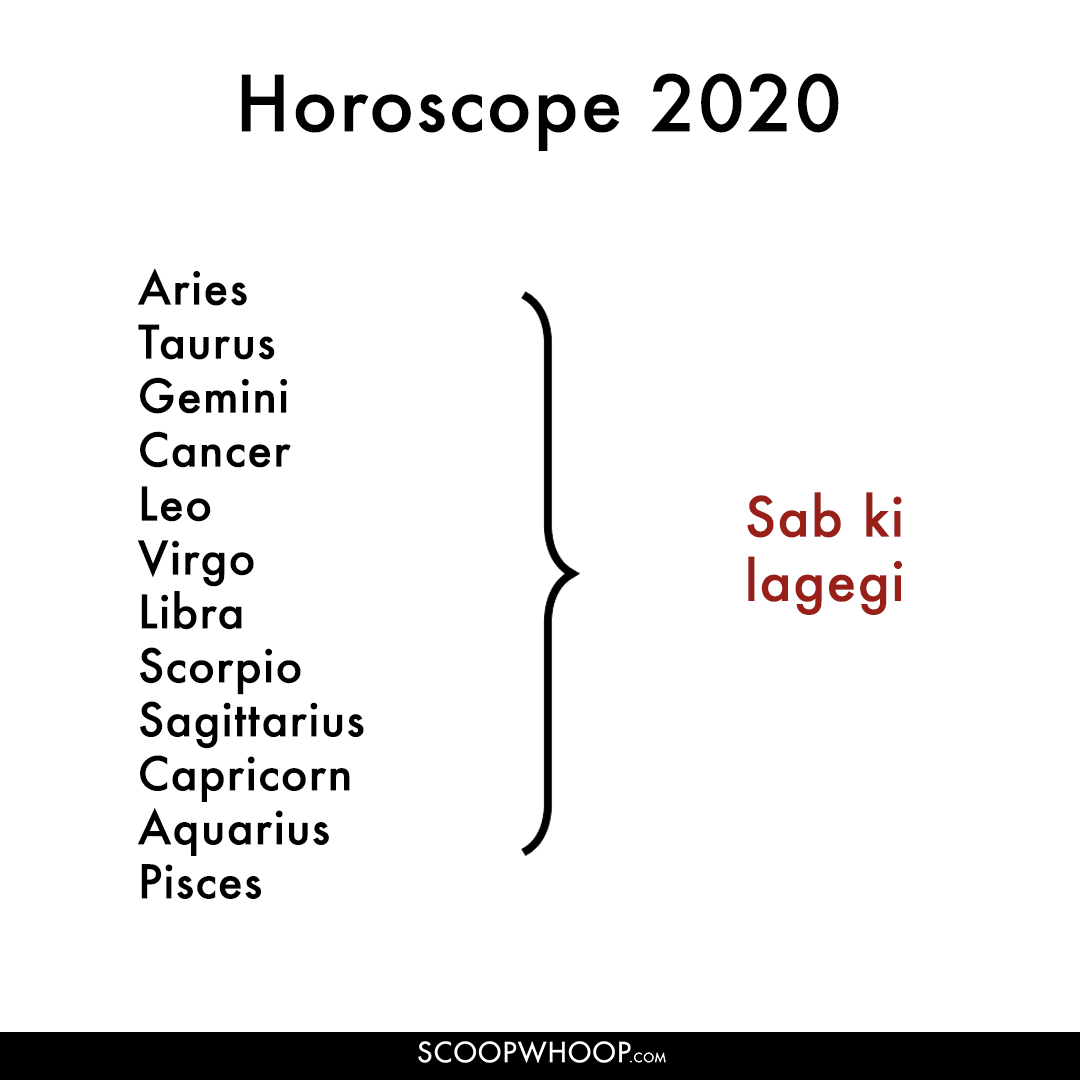 Horoscope 2020
Aries
Taurus
Gemini
Cancer
Leo
Virgo
Libra
Scorpio
Sagittarius
Capricorn
Aquarius
Pisces
Sab ki
lagegi
SCOOPWHOOP.COM